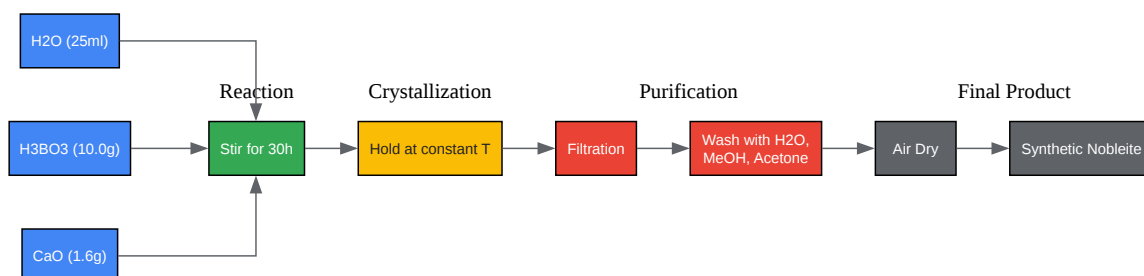 H2O (25ml)
Reaction
Crystallization
Purification
Final Product
H3BO3 (10.0g)
Stir for 30h
Hold at constant T
Filtration
Wash with H2O,
MeOH, Acetone
Air Dry
Synthetic Nobleite
CaO (1.6g)